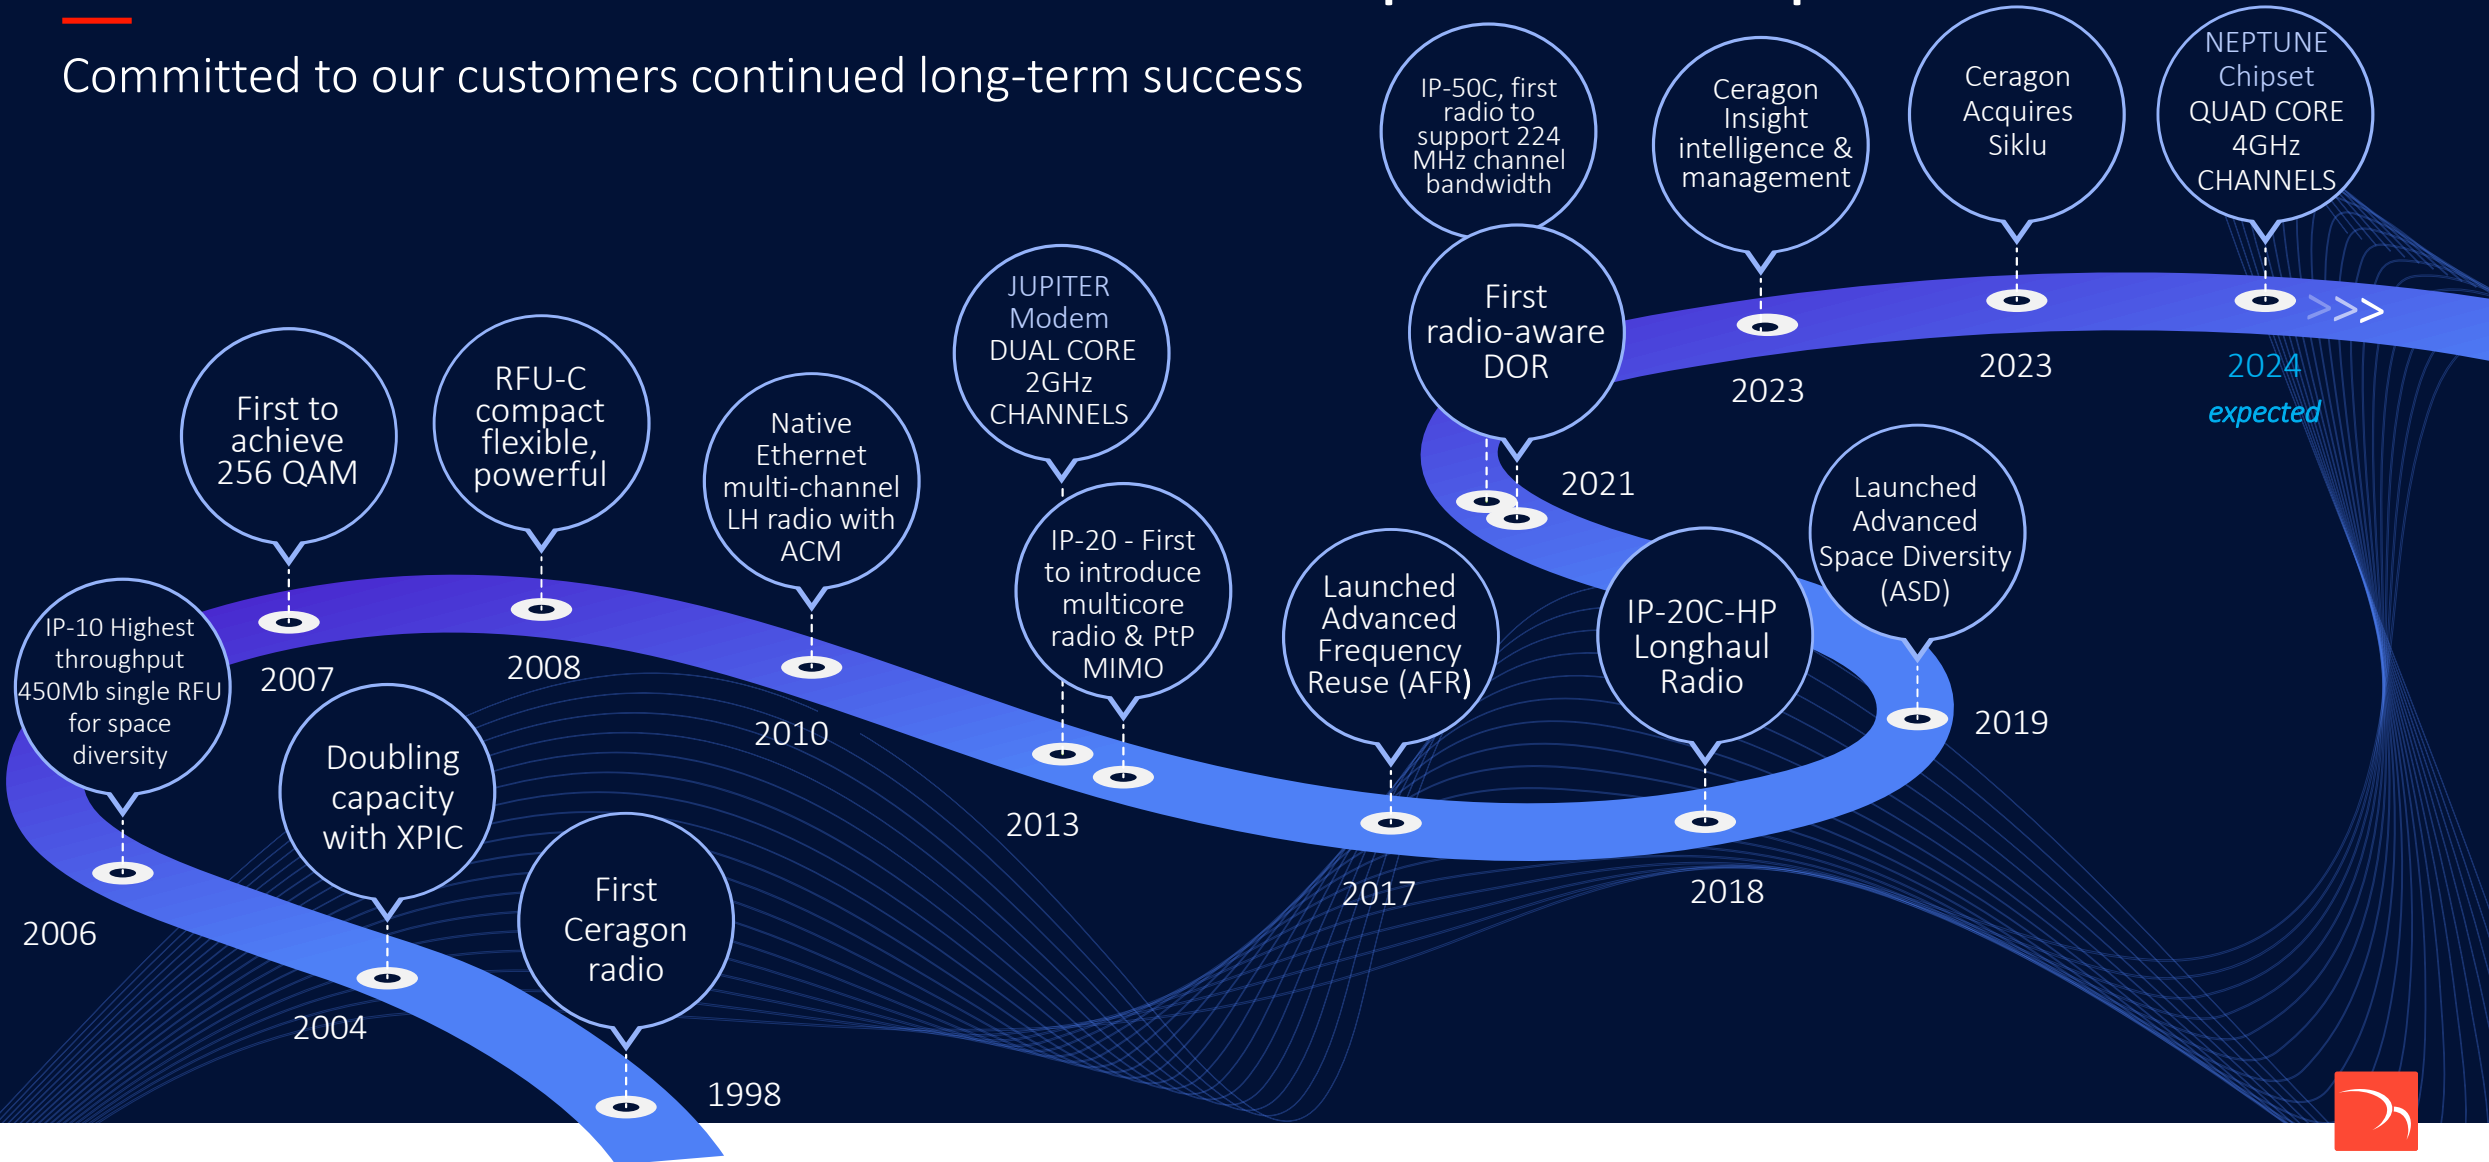 Committed to our customers continued long-term success
IP-50C, first
radio to
support 224
MHz channel
bandwidth
Ceragon
Insight
intelligence &
management
Ceragon
Acquires
Siklu
NEPTUNE
Chipset
QUAD CORE
4GHz
CHANNELS
First
radio-aware
DOR
>>>
2021
2023
2023
2024
expected
JUPITER
Modem
DUAL CORE
2GHz
CHANNELS
First to
achieve
256 QAM
RFU-C
compact
flexible,
powerful
Native
Ethernet
multi-channel
LH radio with
ACM
IP-20 - First
to introduce
multicore
radio & PtP
MIMO
Launched
Advanced
Frequency
Reuse (AFR)
IP-20C-HP
Longhaul
Radio
Launched
Advanced
Space Diversity
(ASD)
IP-10 Highest
throughput
450Mb single RFU
for space
diversity
2007
2008
2010
2013
2017
2018
2019
Doubling
capacity
with XPIC
First
Ceragon
radio
2006
2004
1998